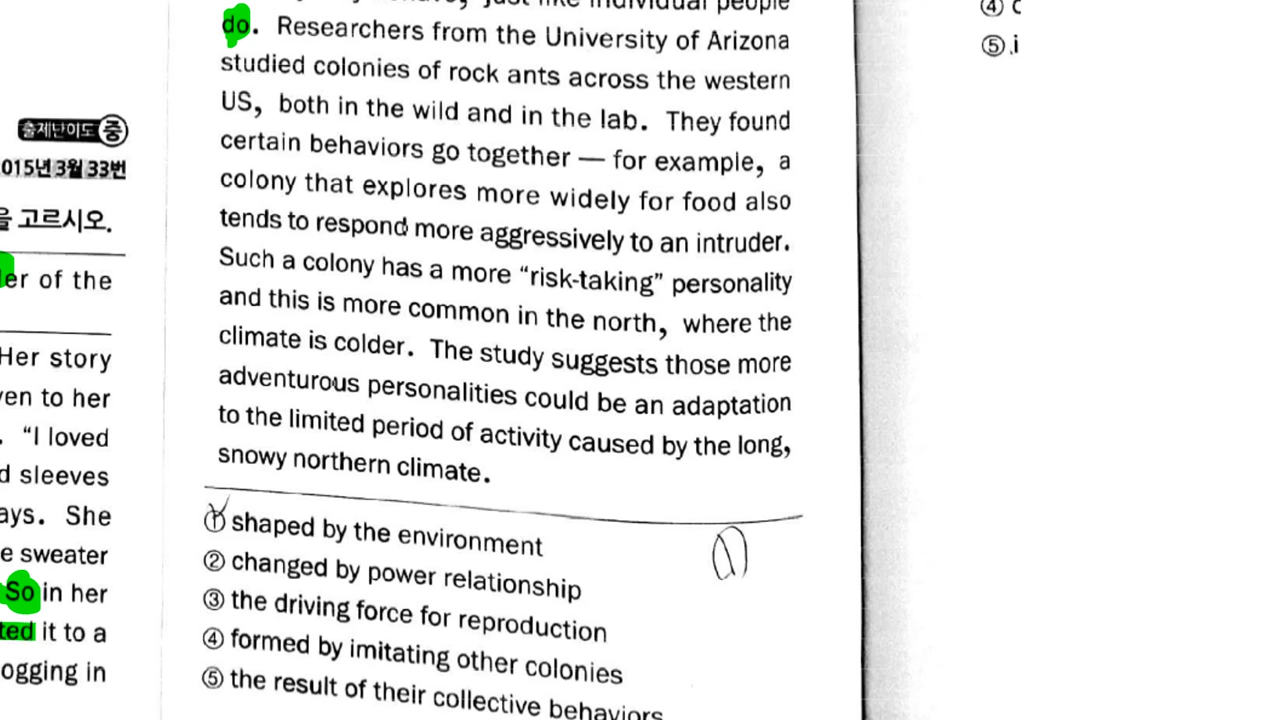 출제난이도 중
015년 3월 33번
을 고르시오.
er of the
Her story
ven to her
. “I loved
d sleeves
ays. She
e sweater
So in her
ted it to a
ogging in
just like individual people
do. Researchers from the University of Arizona
studied colonies of rock ants across the western
US, both in the wild and in the lab. They found
certain behaviors go together — for example, a
colony that explores more widely for food also
tends to respond more aggressively to an intruder.
Such a colony has a more “risk-taking” personality
and this is more common in the north, where the
climate is colder. The study suggests those more
adventurous personalities could be an adaptation
to the limited period of activity caused by the long,
snowy northern climate.
① shaped by the environment
② changed by power relationship
③ the driving force for reproduction
④ formed by imitating other colonies
⑤ the result of their collective behaviors
④
⑤ i